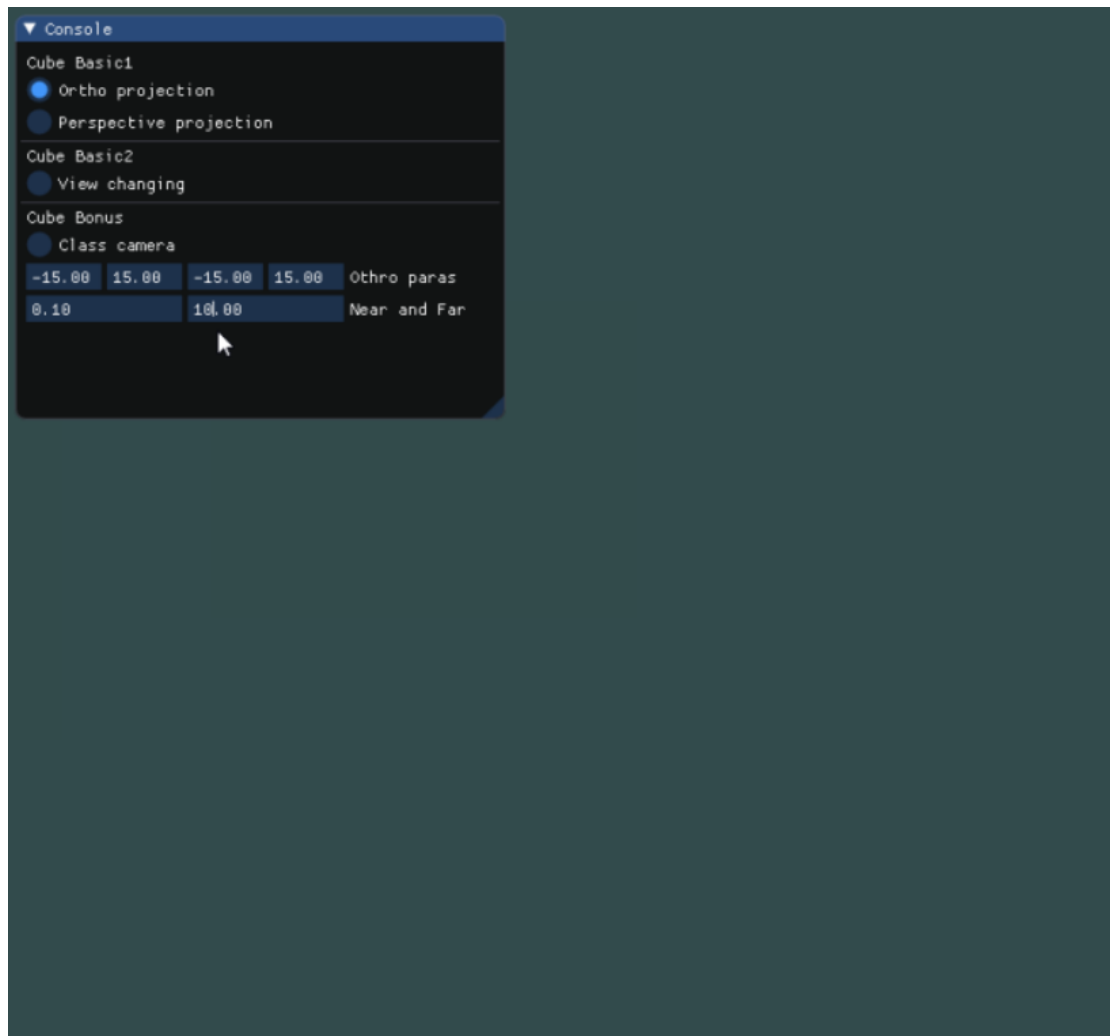 Console
Cube Basic1
Ortho projection
Perspective projection
Cube Basic2
View changing
Cube Bonus
Class camera
-15.00 15.00 -15.00 15.00 Othro paras
0.10 10.00 Near and Far